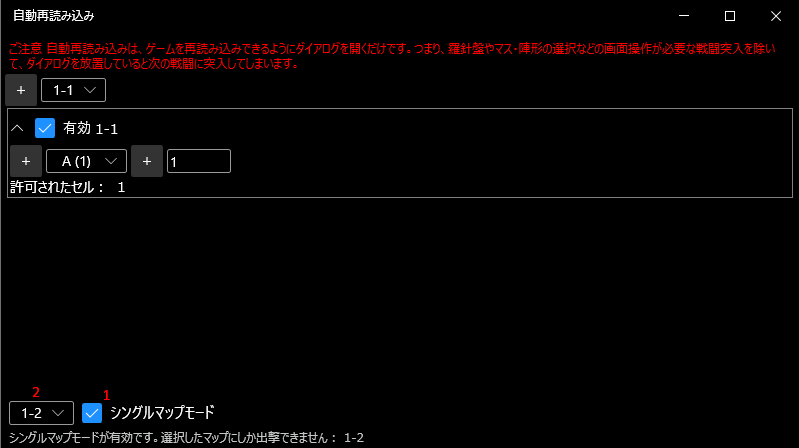 自動再読み込み
ご注意 自動再読み込みは、ゲームを再読み込みできるようにダイアログを開くだけです。つまり、羅針盤やマス・陣形の選択などの画面操作が必要な戦闘突入を除い
て、ダイアログを放置していると次の戦闘に突入してしまいます。
+ 1-1
有効 1-1
+ A (1) + 1
許可されたセル： 1
2 1
1-2 シングルマップモード
シングルマップモードが有効です。選択したマップにしか出撃できません： 1-2